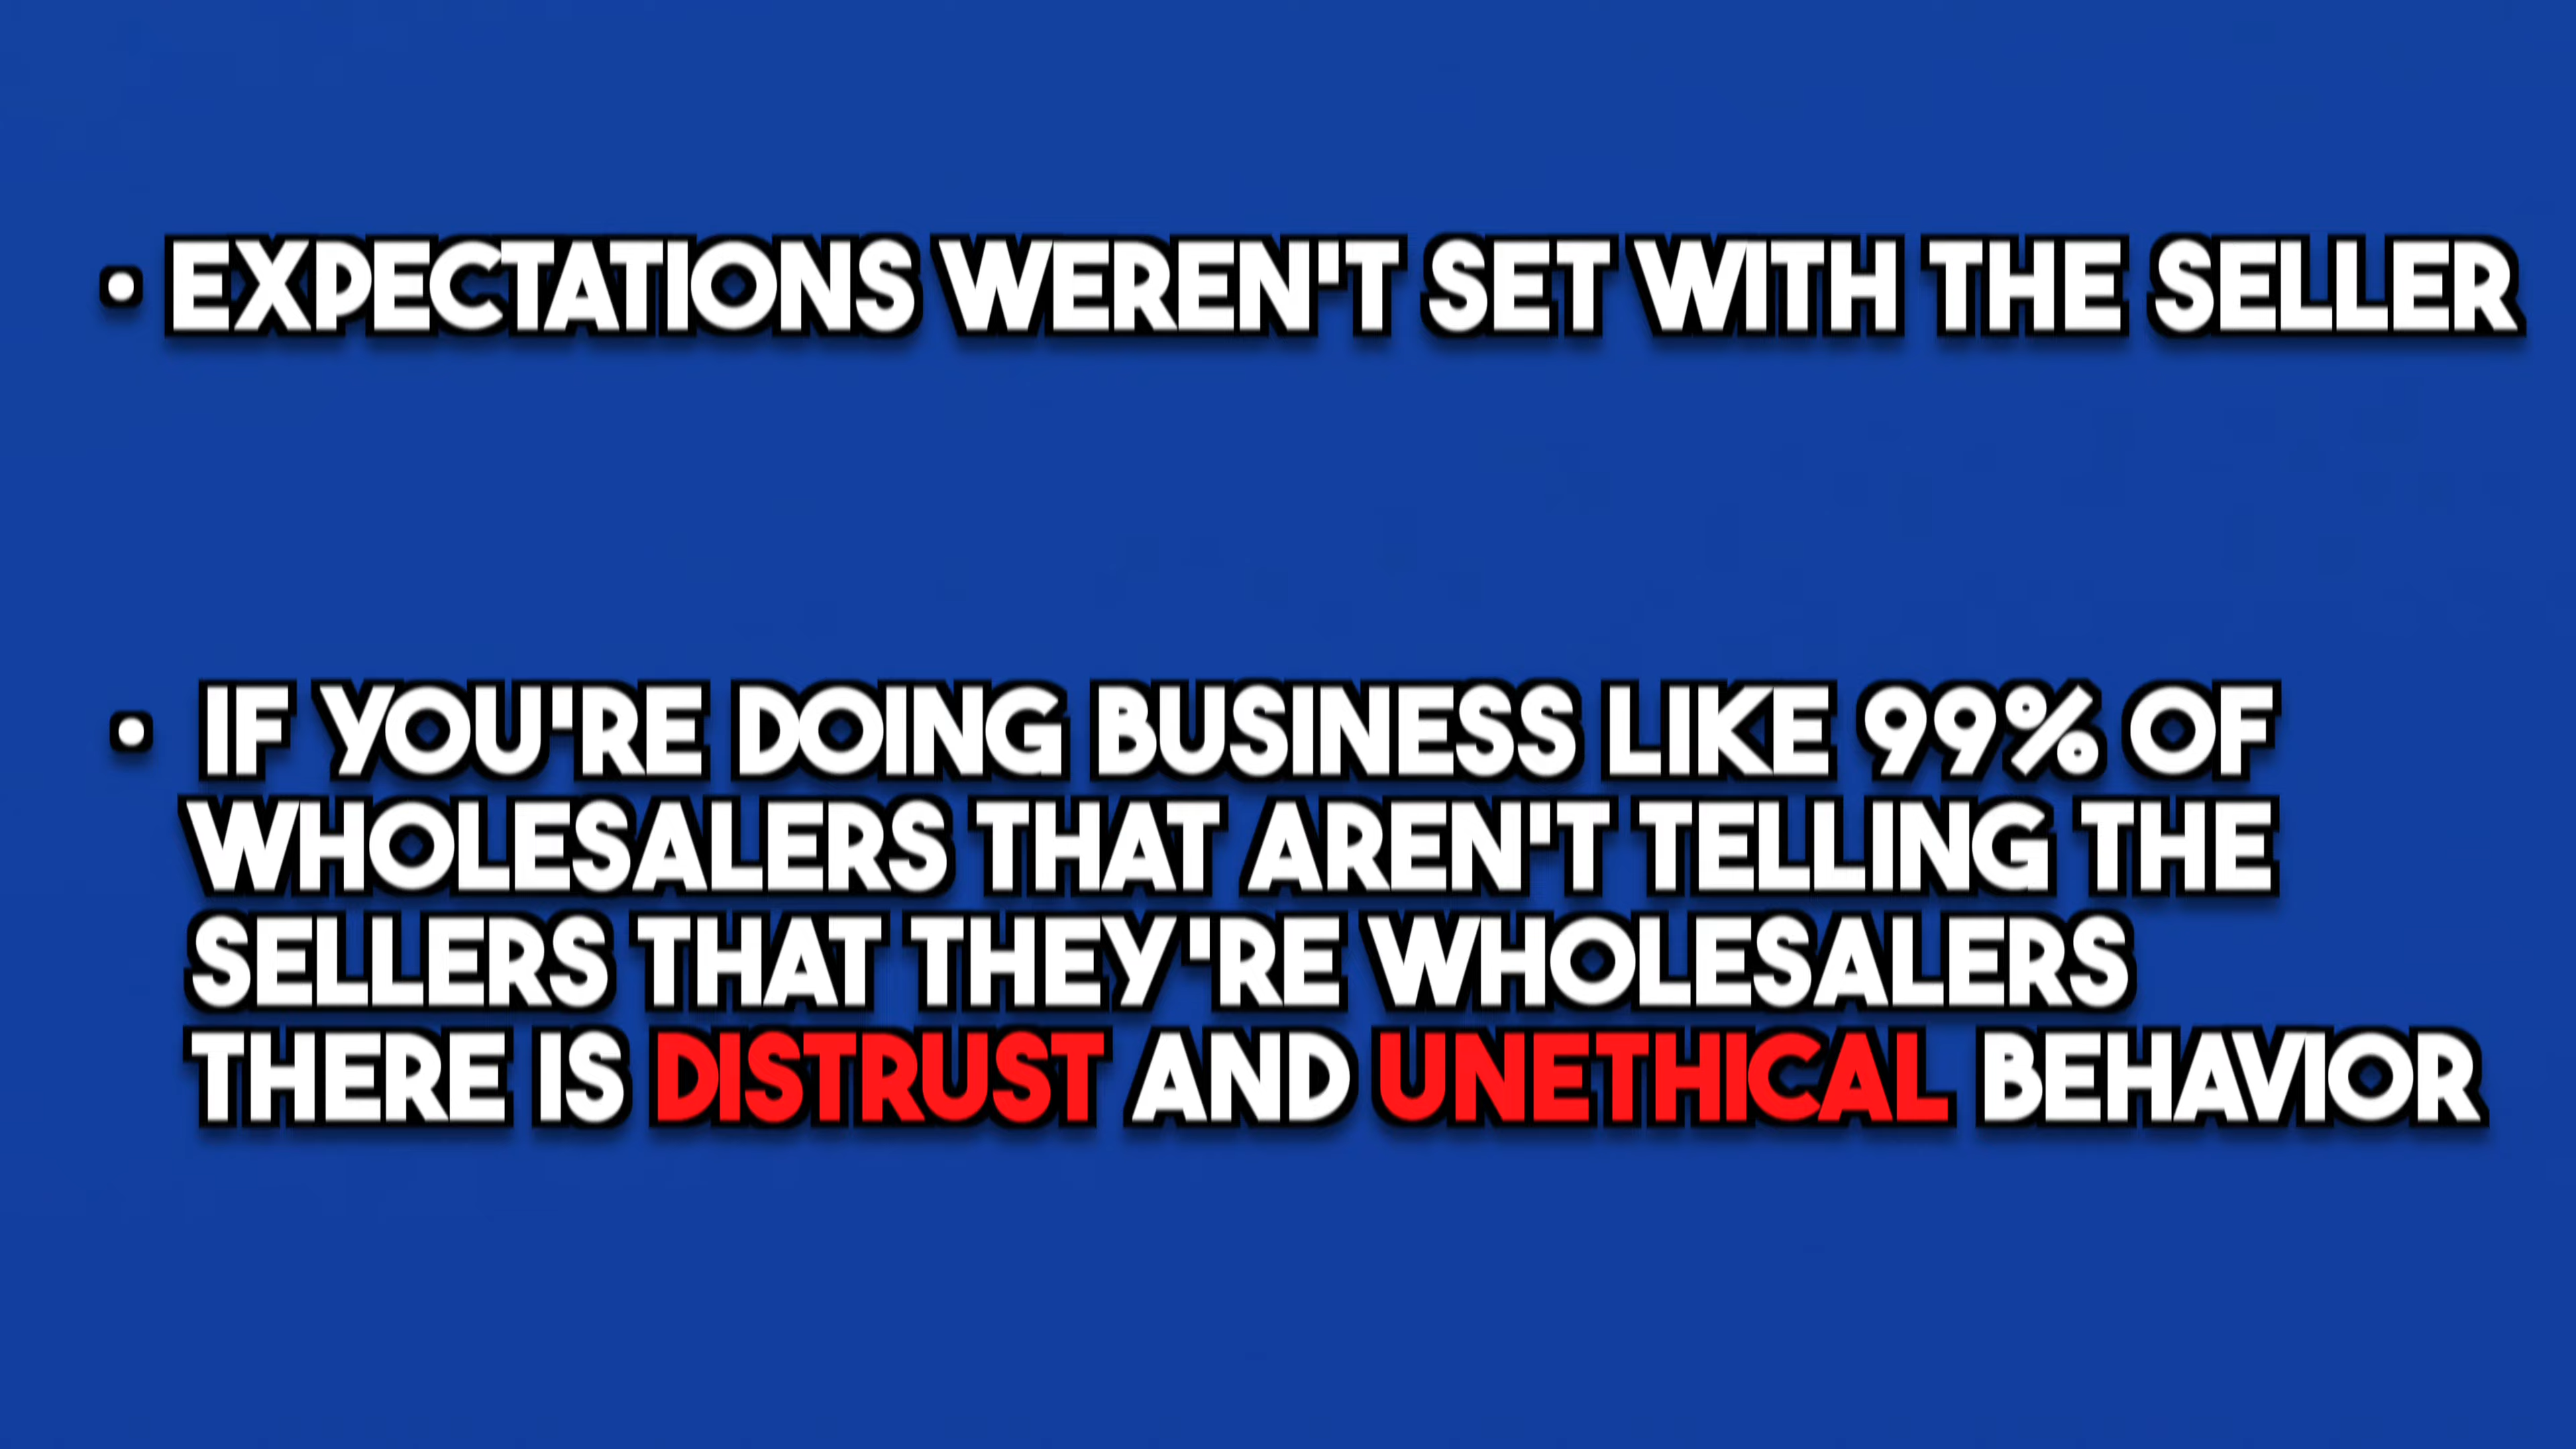 • EXPECTATIONS WEREN'T SET WITH THE SELLER
• IF YOU'RE DOING BUSINESS LIKE 99% OF
WHOLESALERS THAT AREN'T TELLING THE
SELLERS THAT THEY'RE WHOLESALERS
THERE IS DISTRUST AND UNETHICAL BEHAVIOR